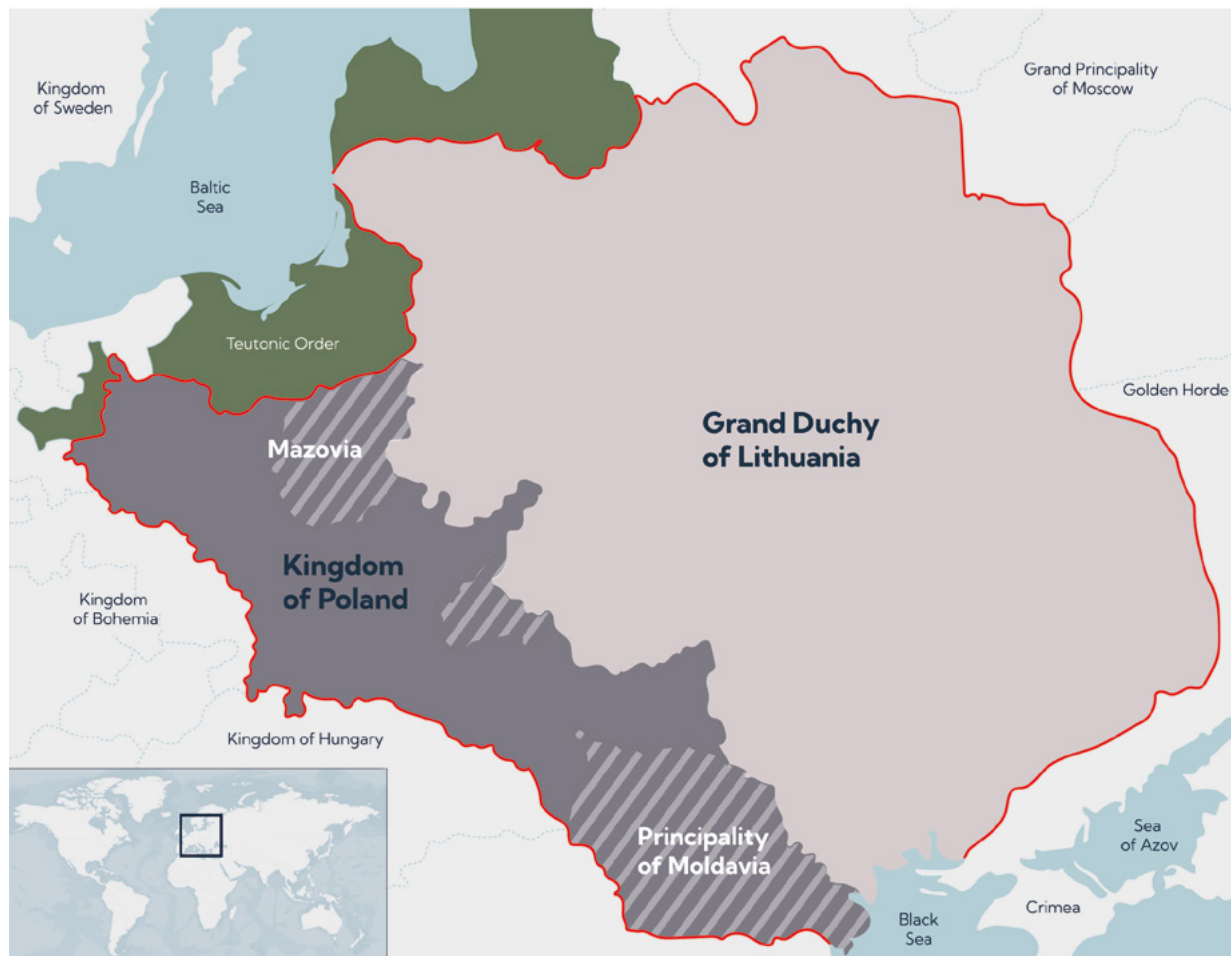 Kingdom
of Sweden
Grand Principality
of Moscow
Baltic
Sea
Teutonic Order
Golden Horde
Mazovia
Grand Duchy
of Lithuania
Kingdom
of Poland
Kingdom
of Bohemia
Kingdom of Hungary
Principality
of Moldavia
Sea
of Azov
Crimea
Black
Sea